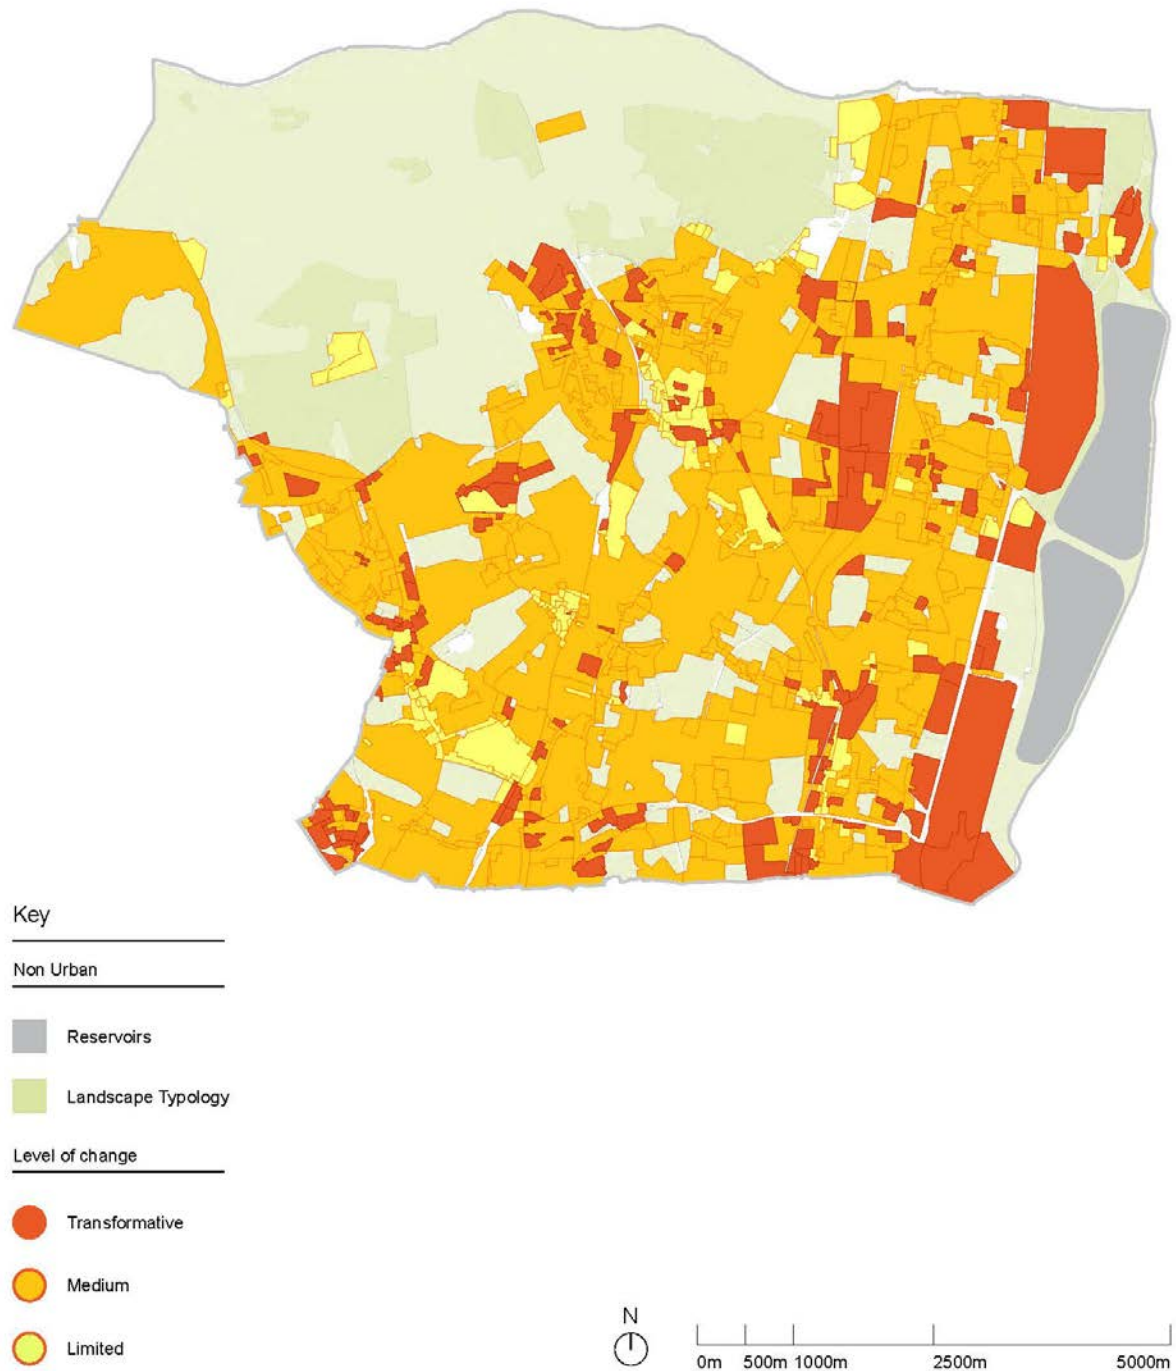 Key
Non Urban
Reservoirs
Landscape Typology
Level of change
Transformative
Medium
Limited
N
0m 500m 1000m 2500m 5000m